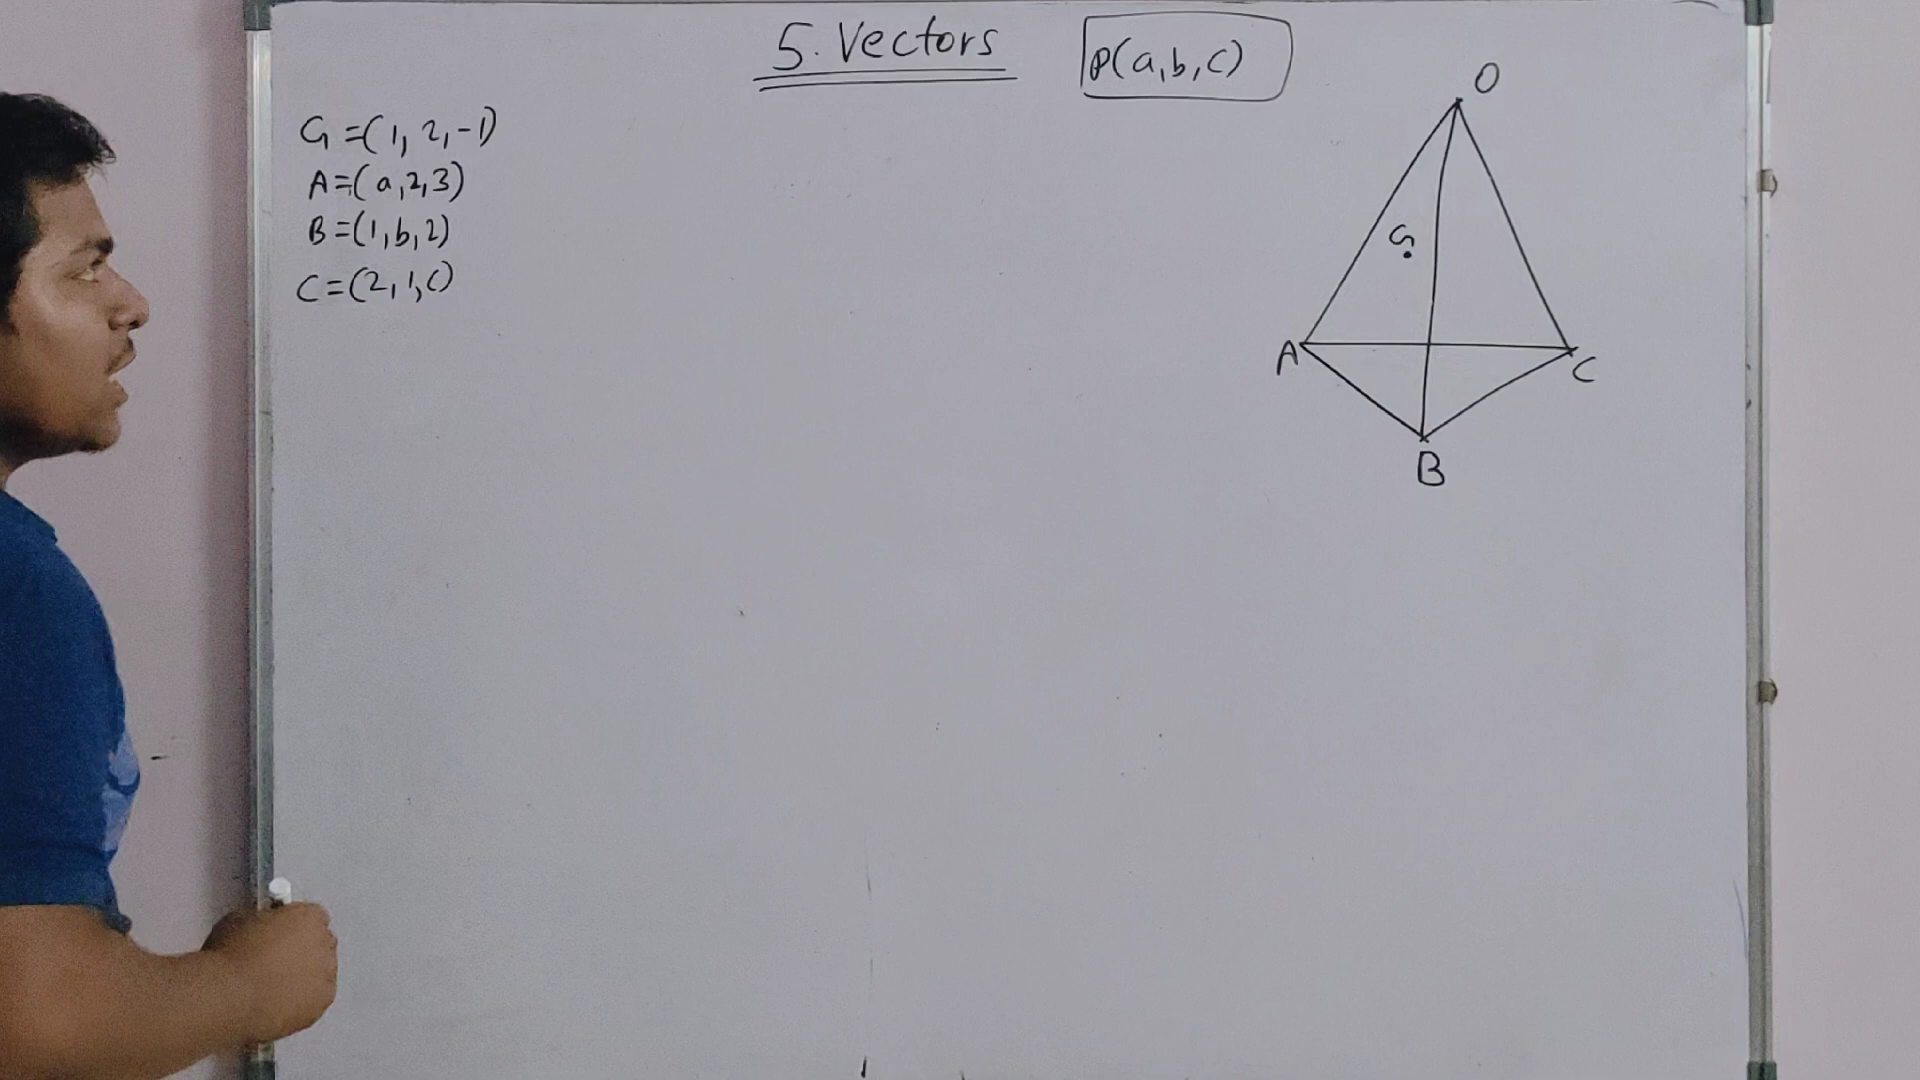 5. Vectors
P(a,b,c)
G=(1, 2,-1)
A=(a,2,3)
B=(1,b,2)
C=(2,1,c)
O
G
A
C
B